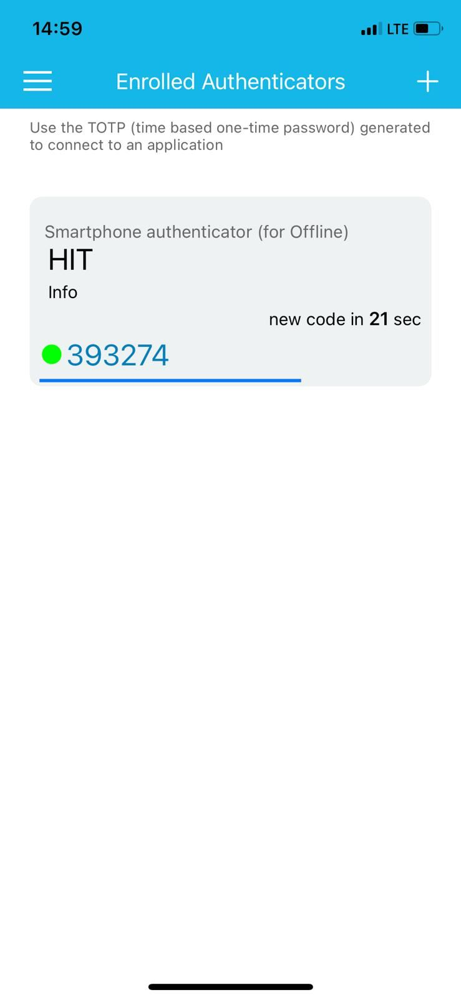 14:59
LTE
Enrolled Authenticators
Use the TOTP (time based one-time password) generated
to connect to an application
Smartphone authenticator (for Offline)
HIT
Info
new code in 21 sec
393274